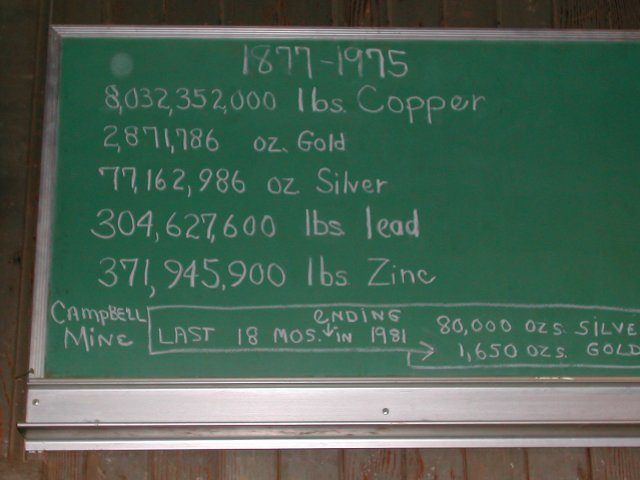 1877-1975
8,032,352,000 lbs. Copper
2,871,786 oz. Gold
77,162,986 oz Silver
304,627,600 lbs lead
371,945,900 lbs Zinc
CAMPBELL MINE
LAST 18 MOS. ENDING IN 1981
80,000 OZS. SILVE
1,650 OZS. GOLD